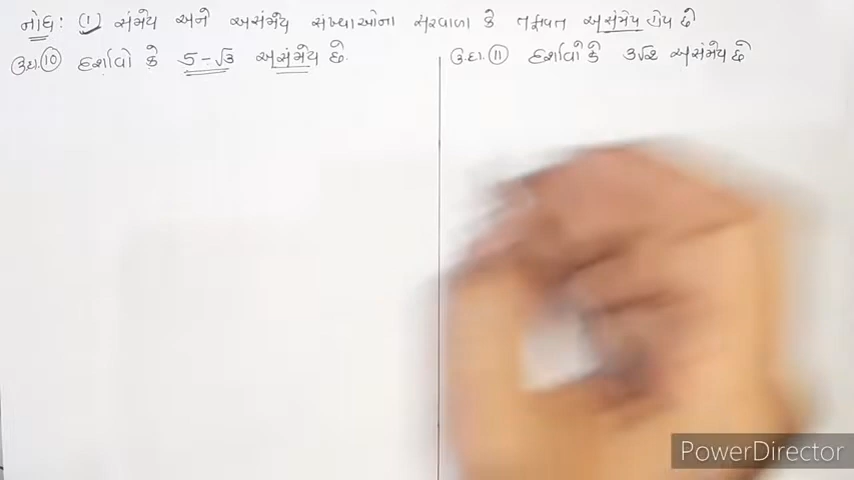 નોધ: (1) સંમેય અને અસંમેય સંખ્યાઓના સરવાળા કે તફાવત અસંમેય હોય છે
ઉદા. 10 દર્શાવો કે 5 - √3 અસંમેય છે.
ઉદા. 11 દર્શાવો કે 3√2 અસંમેય છે
PowerDirector